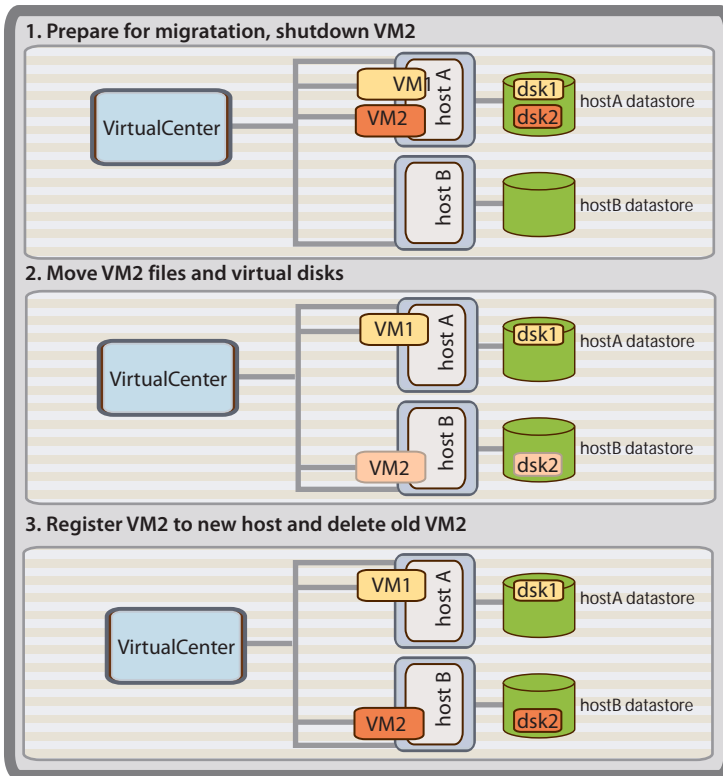 1. Prepare for migratation, shutdown VM2
VirtualCenter
VM1
VM2
host A
dsk1
dsk2
hostA datastore
host B
hostB datastore
2. Move VM2 files and virtual disks
VirtualCenter
VM1
host A
dsk1
hostA datastore
VM2
host B
dsk2
hostB datastore
3. Register VM2 to new host and delete old VM2
VirtualCenter
VM1
host A
dsk1
hostA datastore
VM2
host B
dsk2
hostB datastore